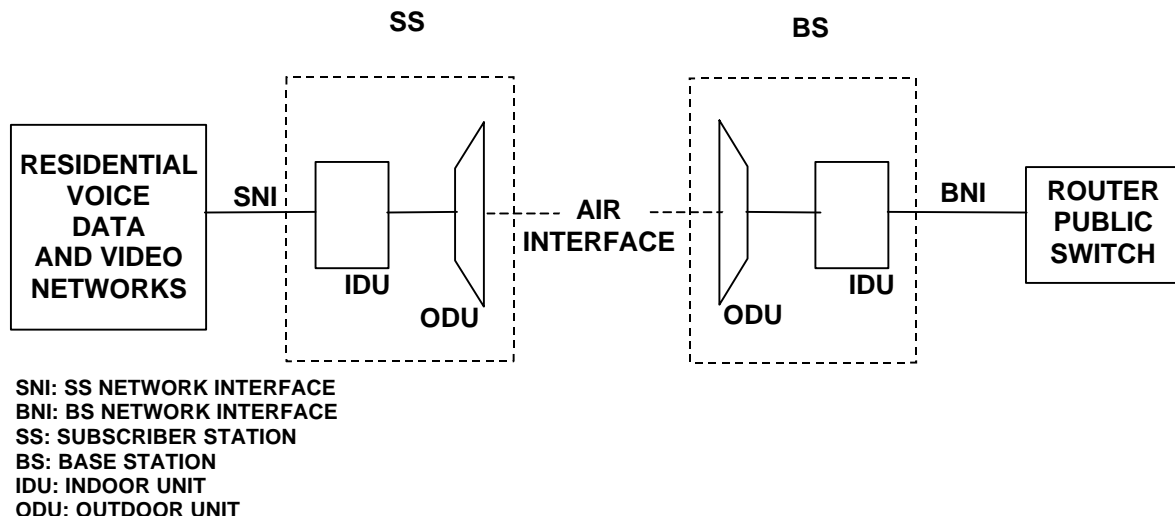 SS
BS
RESIDENTIAL
VOICE
DATA
AND VIDEO
NETWORKS
SNI
IDU
ODU
AIR
INTERFACE
ODU
IDU
BNI
ROUTER
PUBLIC
SWITCH
SNI: SS NETWORK INTERFACE
BNI: BS NETWORK INTERFACE
SS: SUBSCRIBER STATION
BS: BASE STATION
IDU: INDOOR UNIT
ODU: OUTDOOR UNIT